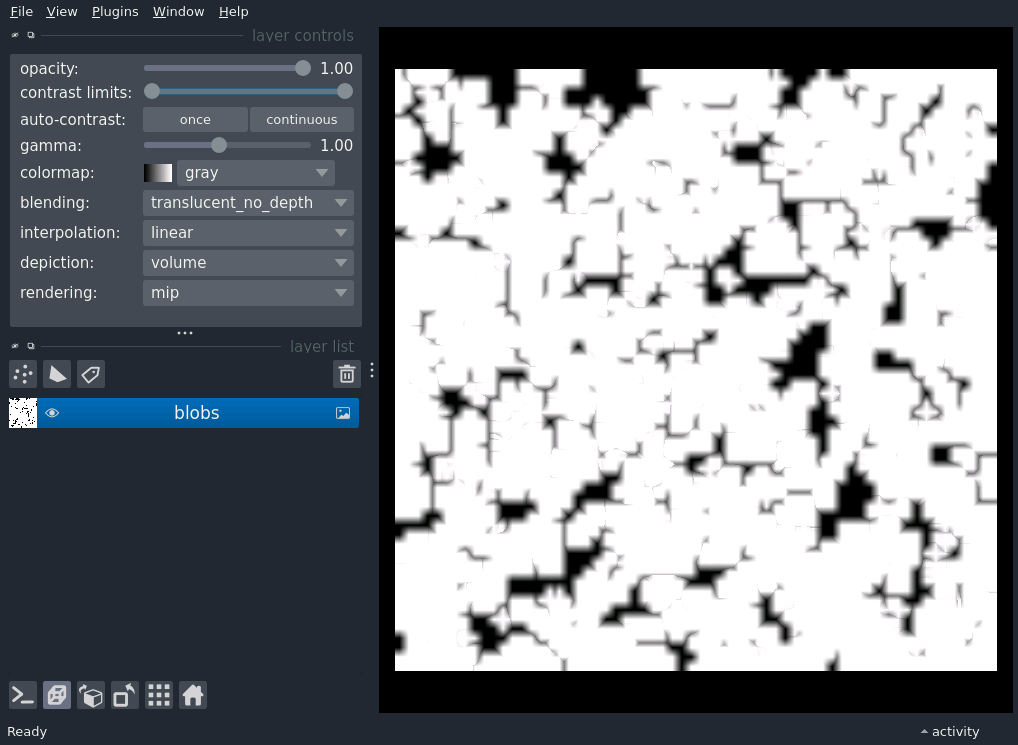 File View Plugins Window Help
layer controls
opacity: 1.00
contrast limits:
auto-contrast: once continuous
gamma: 1.00
colormap: gray
blending: translucent_no_depth
interpolation: linear
depiction: volume
rendering: mip
layer list
blobs
Ready activity